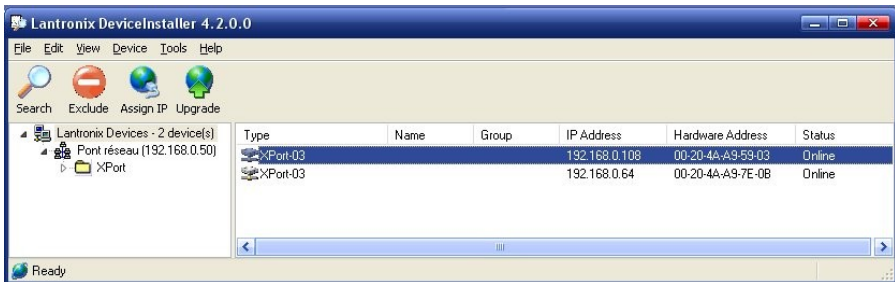 Lantronix DeviceInstaller 4.2.0.0
File Edit View Device Tools Help
Search Exclude Assign IP Upgrade
Lantronix Devices - 2 device(s)
Pont réseau (192.168.0.50)
XPort
Type Name Group IP Address Hardware Address Status
XPort-03 192.168.0.108 00-20-4A-A9-59-03 Online
XPort-03 192.168.0.64 00-20-4A-A9-7E-0B Online
Ready